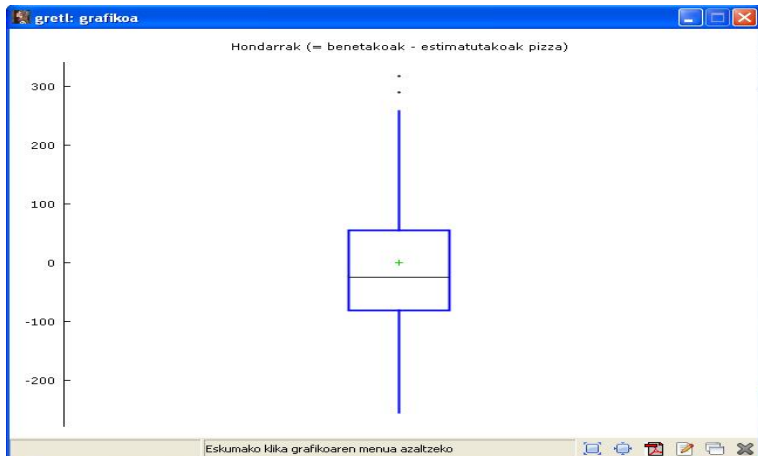 gretl: grafikoa
Hondarrak (= benetakoak - estimatutakoak pizza)
300
200
100
0
-100
-200
Eskumako klika grafikoaren menua azaltzeko